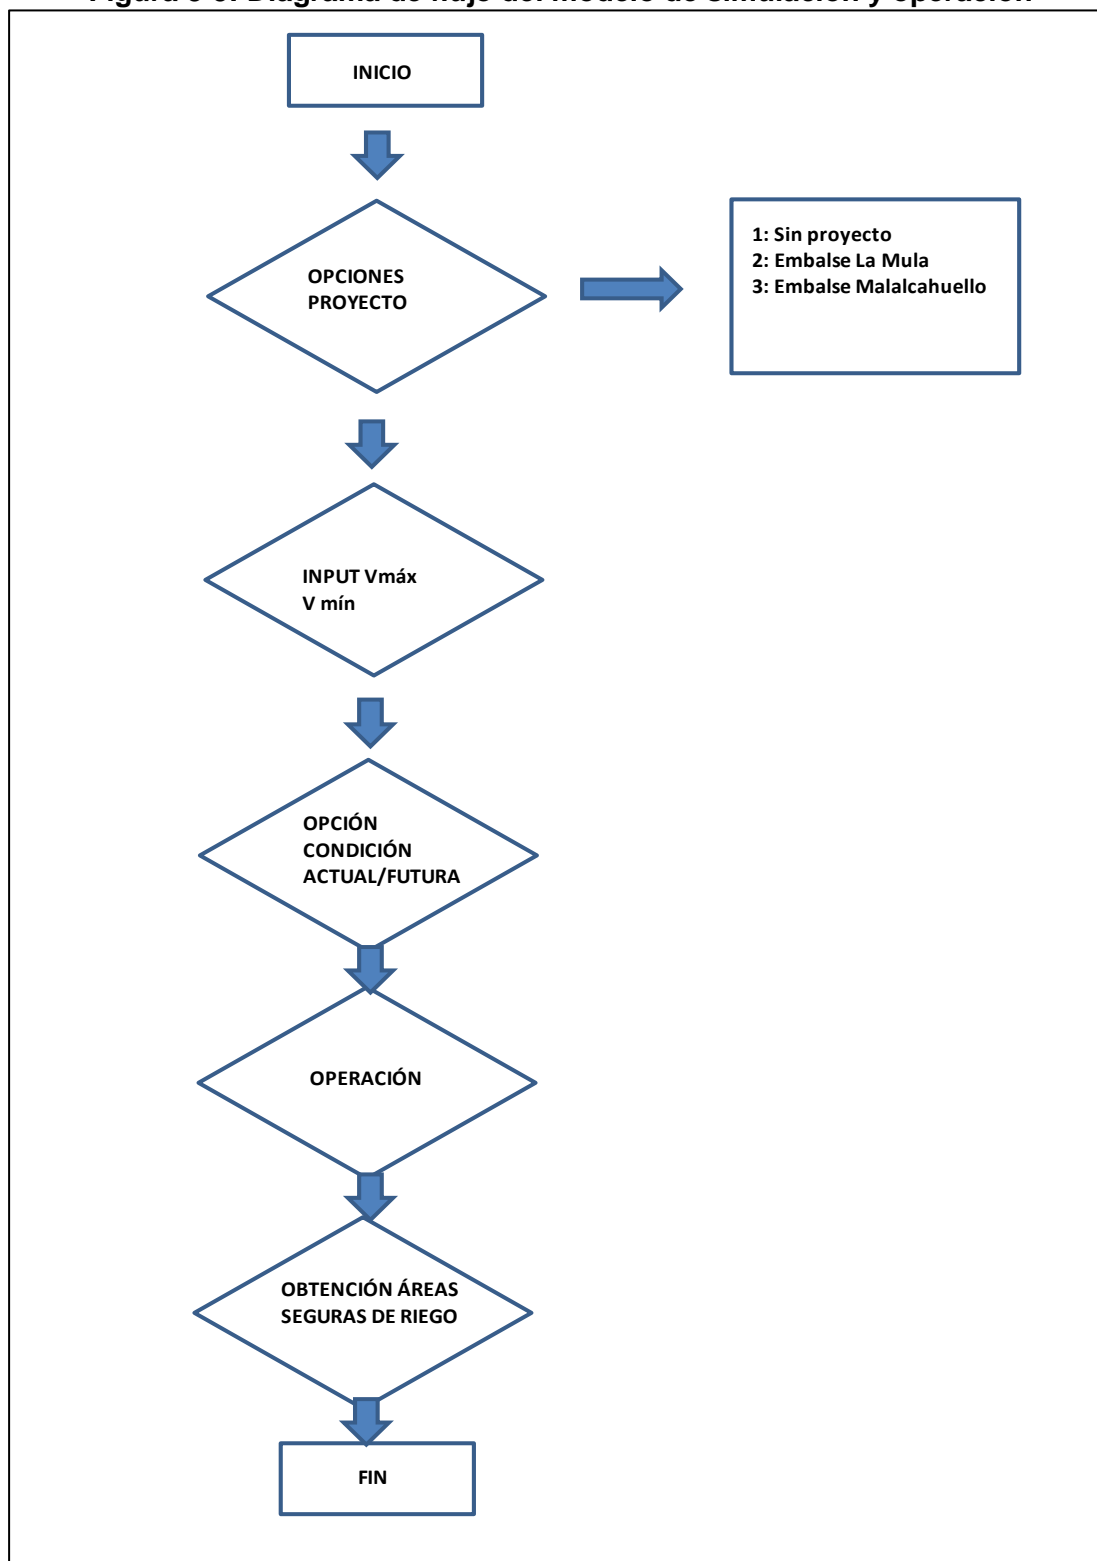 INICIO
OPCIONES
PROYECTO
1: Sin proyecto
2: Embalse La Mula
3: Embalse Malalcahuello
INPUT Vmáx
V mín
OPCIÓN
CONDICIÓN
ACTUAL/FUTURA
OPERACIÓN
OBTENCIÓN ÁREAS
SEGURAS DE RIEGO
FIN